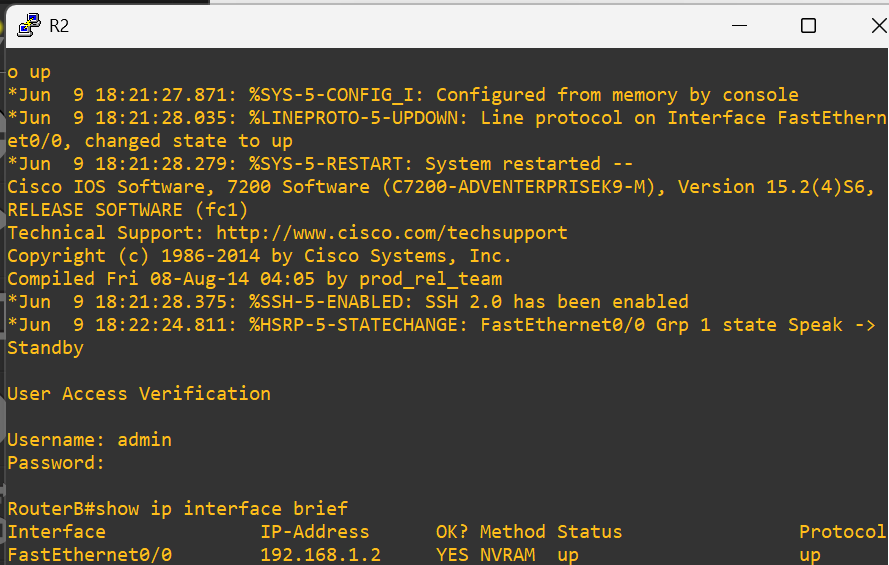 R2
o up
*Jun  9 18:21:27.871: %SYS-5-CONFIG_I: Configured from memory by console
*Jun  9 18:21:28.035: %LINEPROTO-5-UPDOWN: Line protocol on Interface FastEthern
et0/0, changed state to up
*Jun  9 18:21:28.279: %SYS-5-RESTART: System restarted --
Cisco IOS Software, 7200 Software (C7200-ADVENTERPRISEK9-M), Version 15.2(4)S6,
RELEASE SOFTWARE (fc1)
Technical Support: http://www.cisco.com/techsupport
Copyright (c) 1986-2014 by Cisco Systems, Inc.
Compiled Fri 08-Aug-14 04:05 by prod_rel_team
*Jun  9 18:21:28.375: %SSH-5-ENABLED: SSH 2.0 has been enabled
*Jun  9 18:22:24.811: %HSRP-5-STATECHANGE: FastEthernet0/0 Grp 1 state Speak ->
Standby
User Access Verification
Username: admin
Password:
RouterB#show ip interface brief
Interface              IP-Address      OK? Method Status                Protocol
FastEthernet0/0        192.168.1.2     YES NVRAM  up                    up